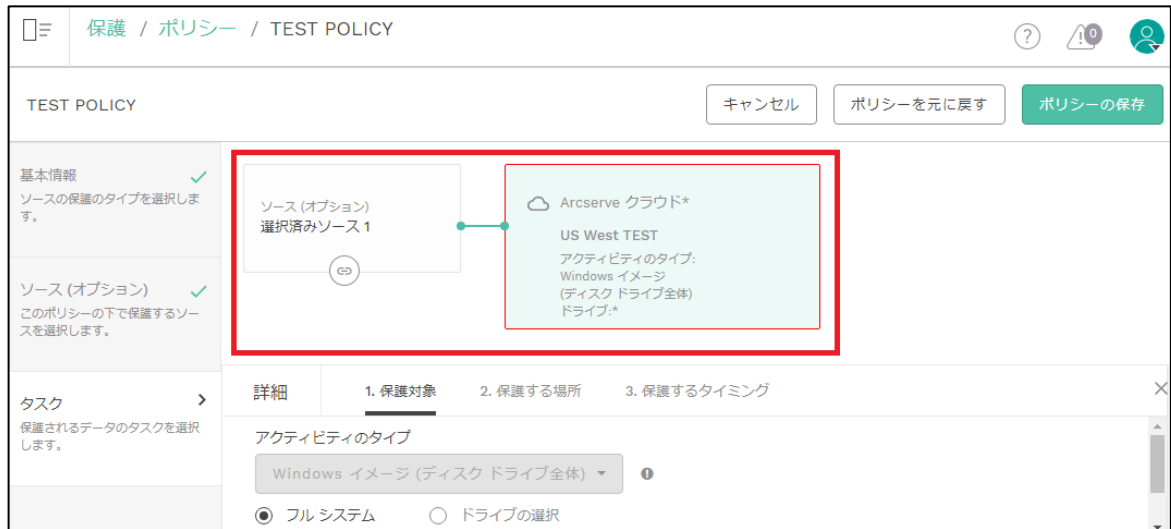 保護 / ポリシー / TEST POLICY
0
TEST POLICY
キャンセル
ポリシーを元に戻す
ポリシーの保存
基本情報
ソースの保護のタイプを選択しま
す。
ソース (オプション)
このポリシーの下で保護するソー
スを選択します。
タスク
保護されるデータのタスクを選択
します。
ソース (オプション)
選択済みソース 1
Arcserve クラウド*
US West TEST
アクティビティのタイプ:
Windows イメージ
(ディスク ドライブ全体)
ドライブ:*
詳細
1. 保護対象
2. 保護する場所
3. 保護するタイミング
アクティビティのタイプ
Windows イメージ (ディスク ドライブ全体)
フル システム
ドライブの選択